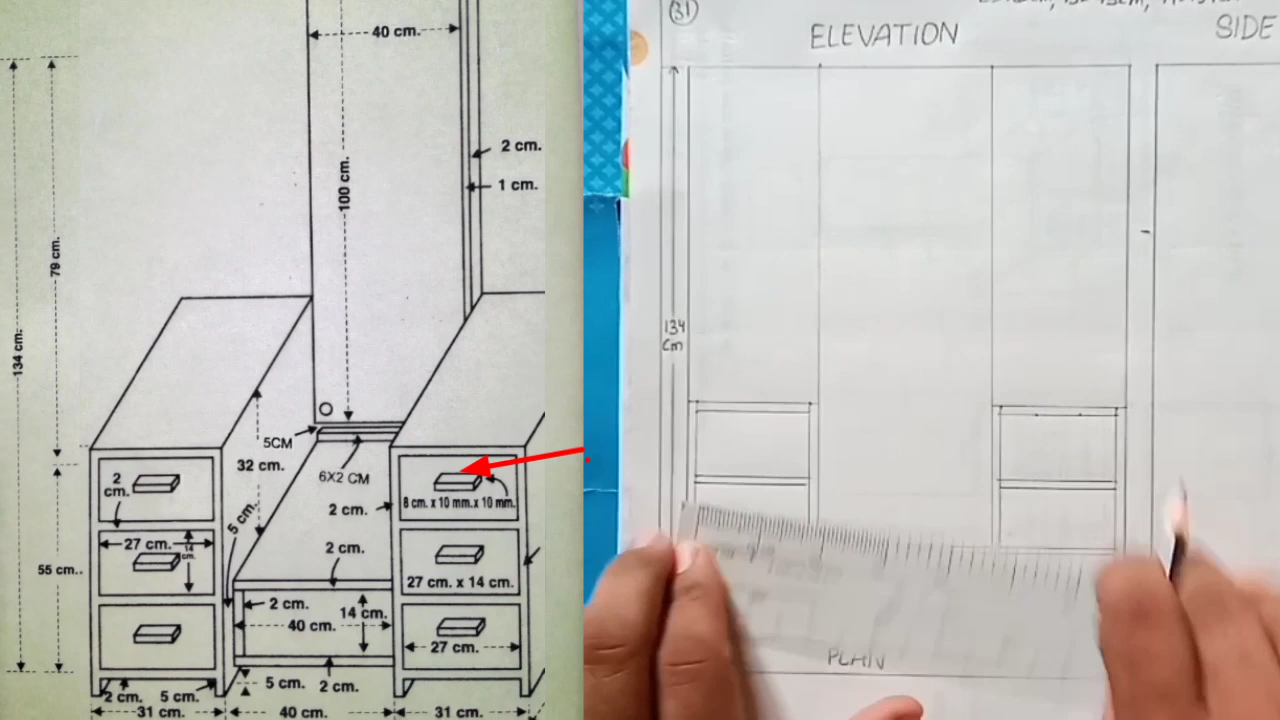 40 cm.
2 cm.
1 cm.
100 cm.
79 cm.
134 cm.
5CM
32 cm.
6X2 CM
2 cm.
8 cm. x 10 mm.x 10 mm.
5 cm.
2 cm.
27 cm.
14 cm.
2 cm.
55 cm..
27 cm. x 14 cm.
2 cm.
14 cm.
40 cm.
27 cm.
5 cm.
2 cm.
2 cm.
5 cm.
31 cm.
40 cm.
31 cm.
31
ELEVATION
SIDE
134
Cm
PLAN